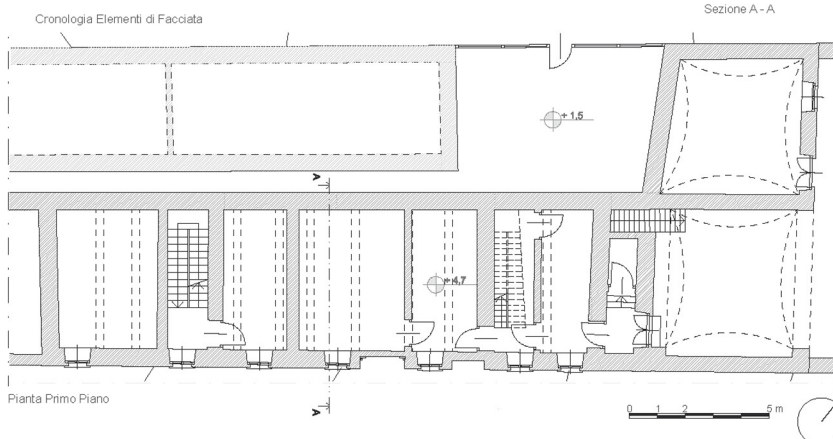 Sezione A - A
Cronologia Elementi di Facciata
+ 1,5
A
+4,7
A
Pianta Primo Piano
0 1 2 5 m